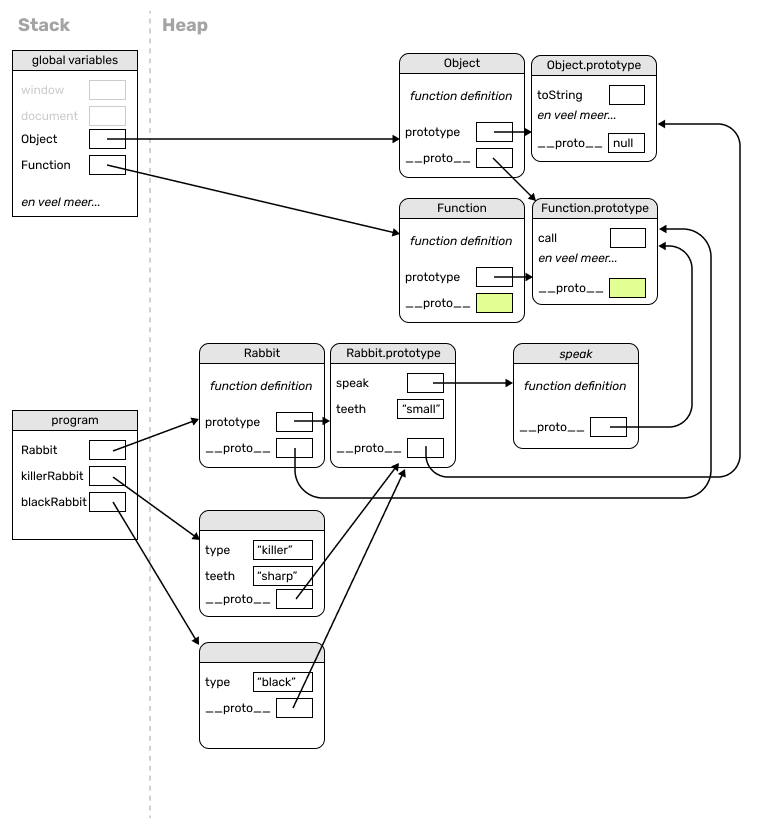 Stack
Heap
global variables
window
document
Object
Function
en veel meer...
Object
function definition
prototype
__proto__
Object.prototype
toString
en veel meer...
__proto__ null
Function
function definition
prototype
__proto__
Function.prototype
call
en veel meer...
__proto__
Rabbit
function definition
prototype
__proto__
Rabbit.prototype
speak
teeth "small"
__proto__
speak
function definition
__proto__
program
Rabbit
killerRabbit
blackRabbit
type "killer"
teeth "sharp"
__proto__
type "black"
__proto__